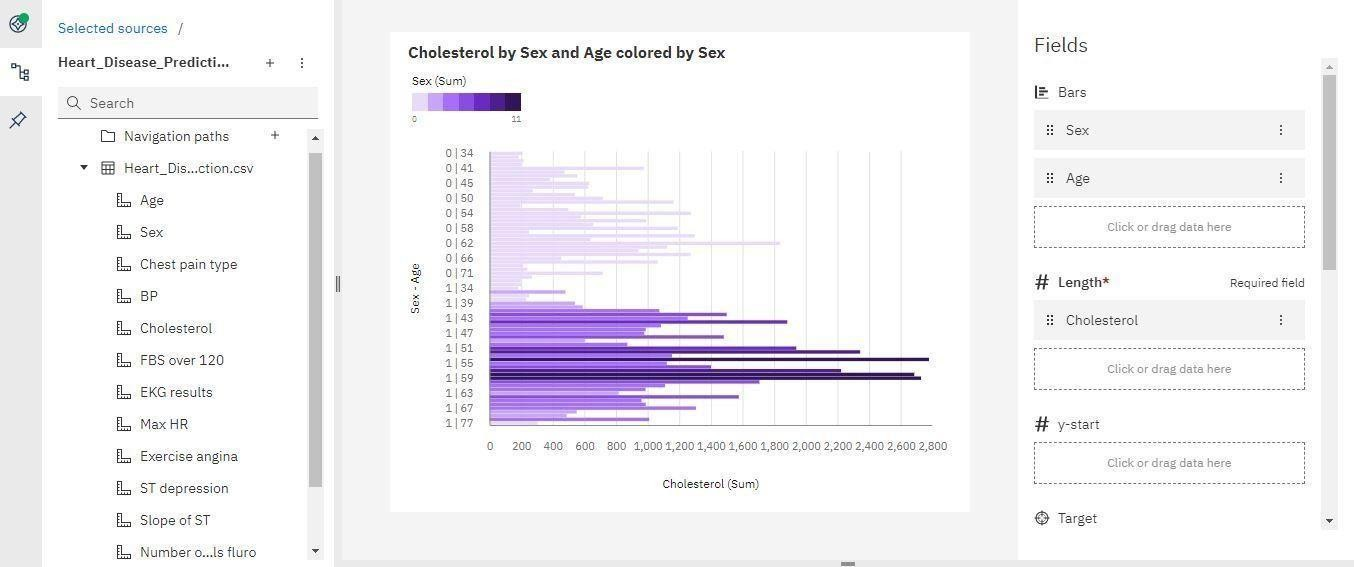 Selected sources /
Heart_Disease_Predicti...
Search
Navigation paths
Heart_Dis...ction.csv
Age
Sex
Chest pain type
BP
Cholesterol
FBS over 120
EKG results
Max HR
Exercise angina
ST depression
Slope of ST
Number o...ls fluro
Cholesterol by Sex and Age colored by Sex
Sex (Sum)
0 11
Sex - Age
0 | 34
0 | 41
0 | 45
0 | 50
0 | 54
0 | 58
0 | 62
0 | 66
0 | 71
1 | 34
1 | 39
1 | 43
1 | 47
1 | 51
1 | 55
1 | 59
1 | 63
1 | 67
1 | 77
0 200 400 600 800 1,000 1,200 1,400 1,600 1,800 2,000 2,200 2,400 2,600 2,800
Cholesterol (Sum)
Fields
Bars
Sex
Age
Click or drag data here
# Length* Required field
Cholesterol
Click or drag data here
# y-start
Click or drag data here
Target